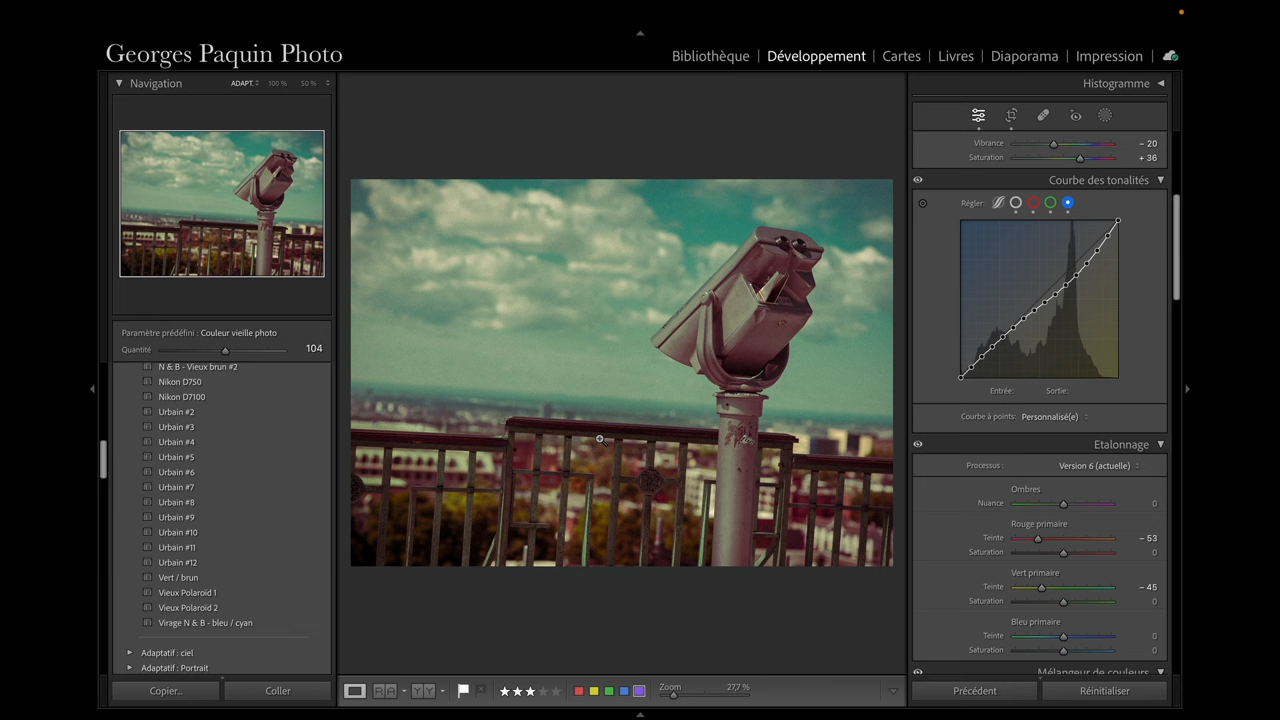 Georges Paquin Photo
Bibliothèque | Développement | Cartes | Livres | Diaporama | Impression |
Navigation ADAPT. 100 % 50 %
Paramètre prédéfini : Couleur vieille photo
Quantité 104
N & B - Vieux brun #2
Nikon D750
Nikon D7100
Urbain #2
Urbain #3
Urbain #4
Urbain #5
Urbain #6
Urbain #7
Urbain #8
Urbain #9
Urbain #10
Urbain #11
Urbain #12
Vert / brun
Vieux Polaroïd 1
Vieux Polaroïd 2
Virage N & B - bleu / cyan
Adaptatif : ciel
Adaptatif : Portrait
Copier... Coller
Zoom 27,7 %
Histogramme
Vibrance - 20
Saturation + 36
Courbe des tonalités
Régler:
Entrée: Sortie:
Courbe à points: Personnalisé(e)
Etalonnage
Processus : Version 6 (actuelle)
Ombres
Nuance 0
Rouge primaire
Teinte - 53
Saturation 0
Vert primaire
Teinte - 45
Saturation 0
Bleu primaire
Teinte 0
Saturation 0
Mélangeur de couleurs
Précédent Réinitialiser